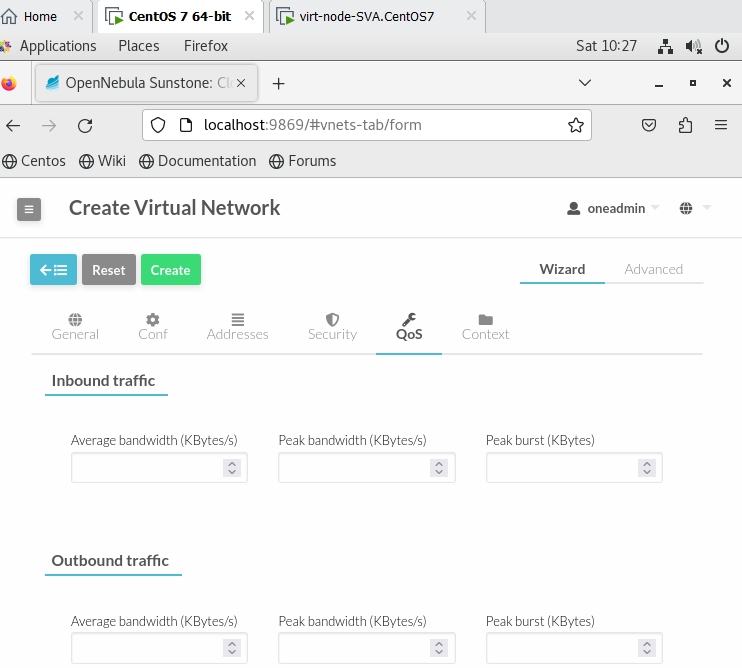 Home CentOS 7 64-bit virt-node-SVA.CentOS7
Applications Places Firefox Sat 10:27
OpenNebula Sunstone: Cl
localhost:9869/#vnets-tab/form
Centos Wiki Documentation Forums
Create Virtual Network oneadmin
Reset Create Wizard Advanced
General Conf Addresses Security QoS Context
Inbound traffic
Average bandwidth (KBytes/s) Peak bandwidth (KBytes/s) Peak burst (KBytes)
Outbound traffic
Average bandwidth (KBytes/s) Peak bandwidth (KBytes/s) Peak burst (KBytes)